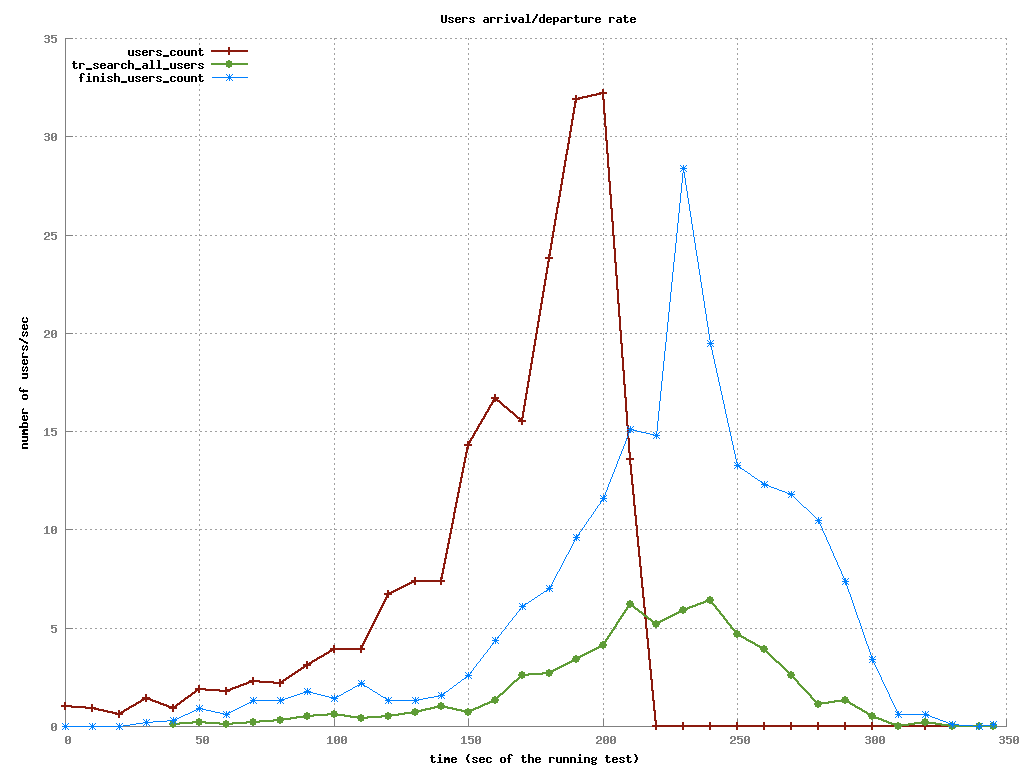 Users arrival/departure rate
35
users_count
tr_search_all_users
finish_users_count
30
25
20
number of users/sec
15
10
5
0
0 50 100 150 200 250 300 350
time (sec of the running test)